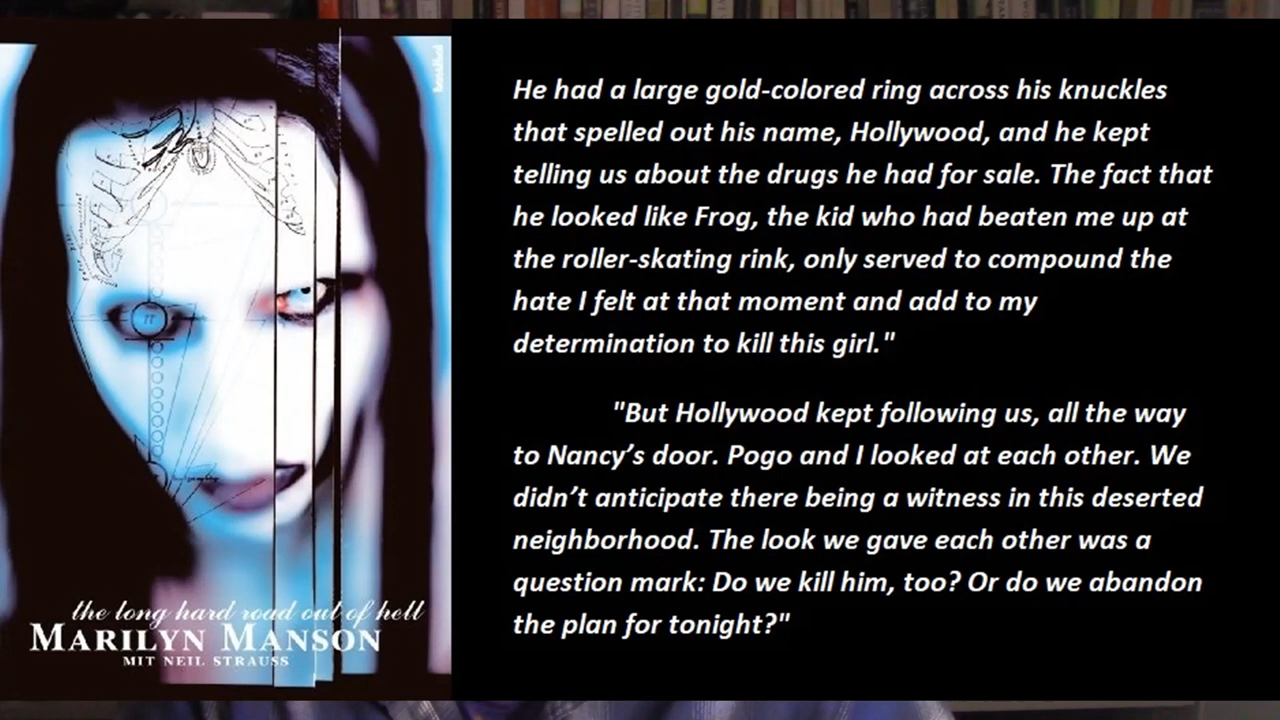 the long hard road out of hell
MARILYN MANSON
MIT NEIL STRAUSS
He had a large gold-colored ring across his knuckles
that spelled out his name, Hollywood, and he kept
telling us about the drugs he had for sale. The fact that
he looked like Frog, the kid who had beaten me up at
the roller-skating rink, only served to compound the
hate I felt at that moment and add to my
determination to kill this girl."
"But Hollywood kept following us, all the way
to Nancy’s door. Pogo and I looked at each other. We
didn’t anticipate there being a witness in this deserted
neighborhood. The look we gave each other was a
question mark: Do we kill him, too? Or do we abandon
the plan for tonight?"